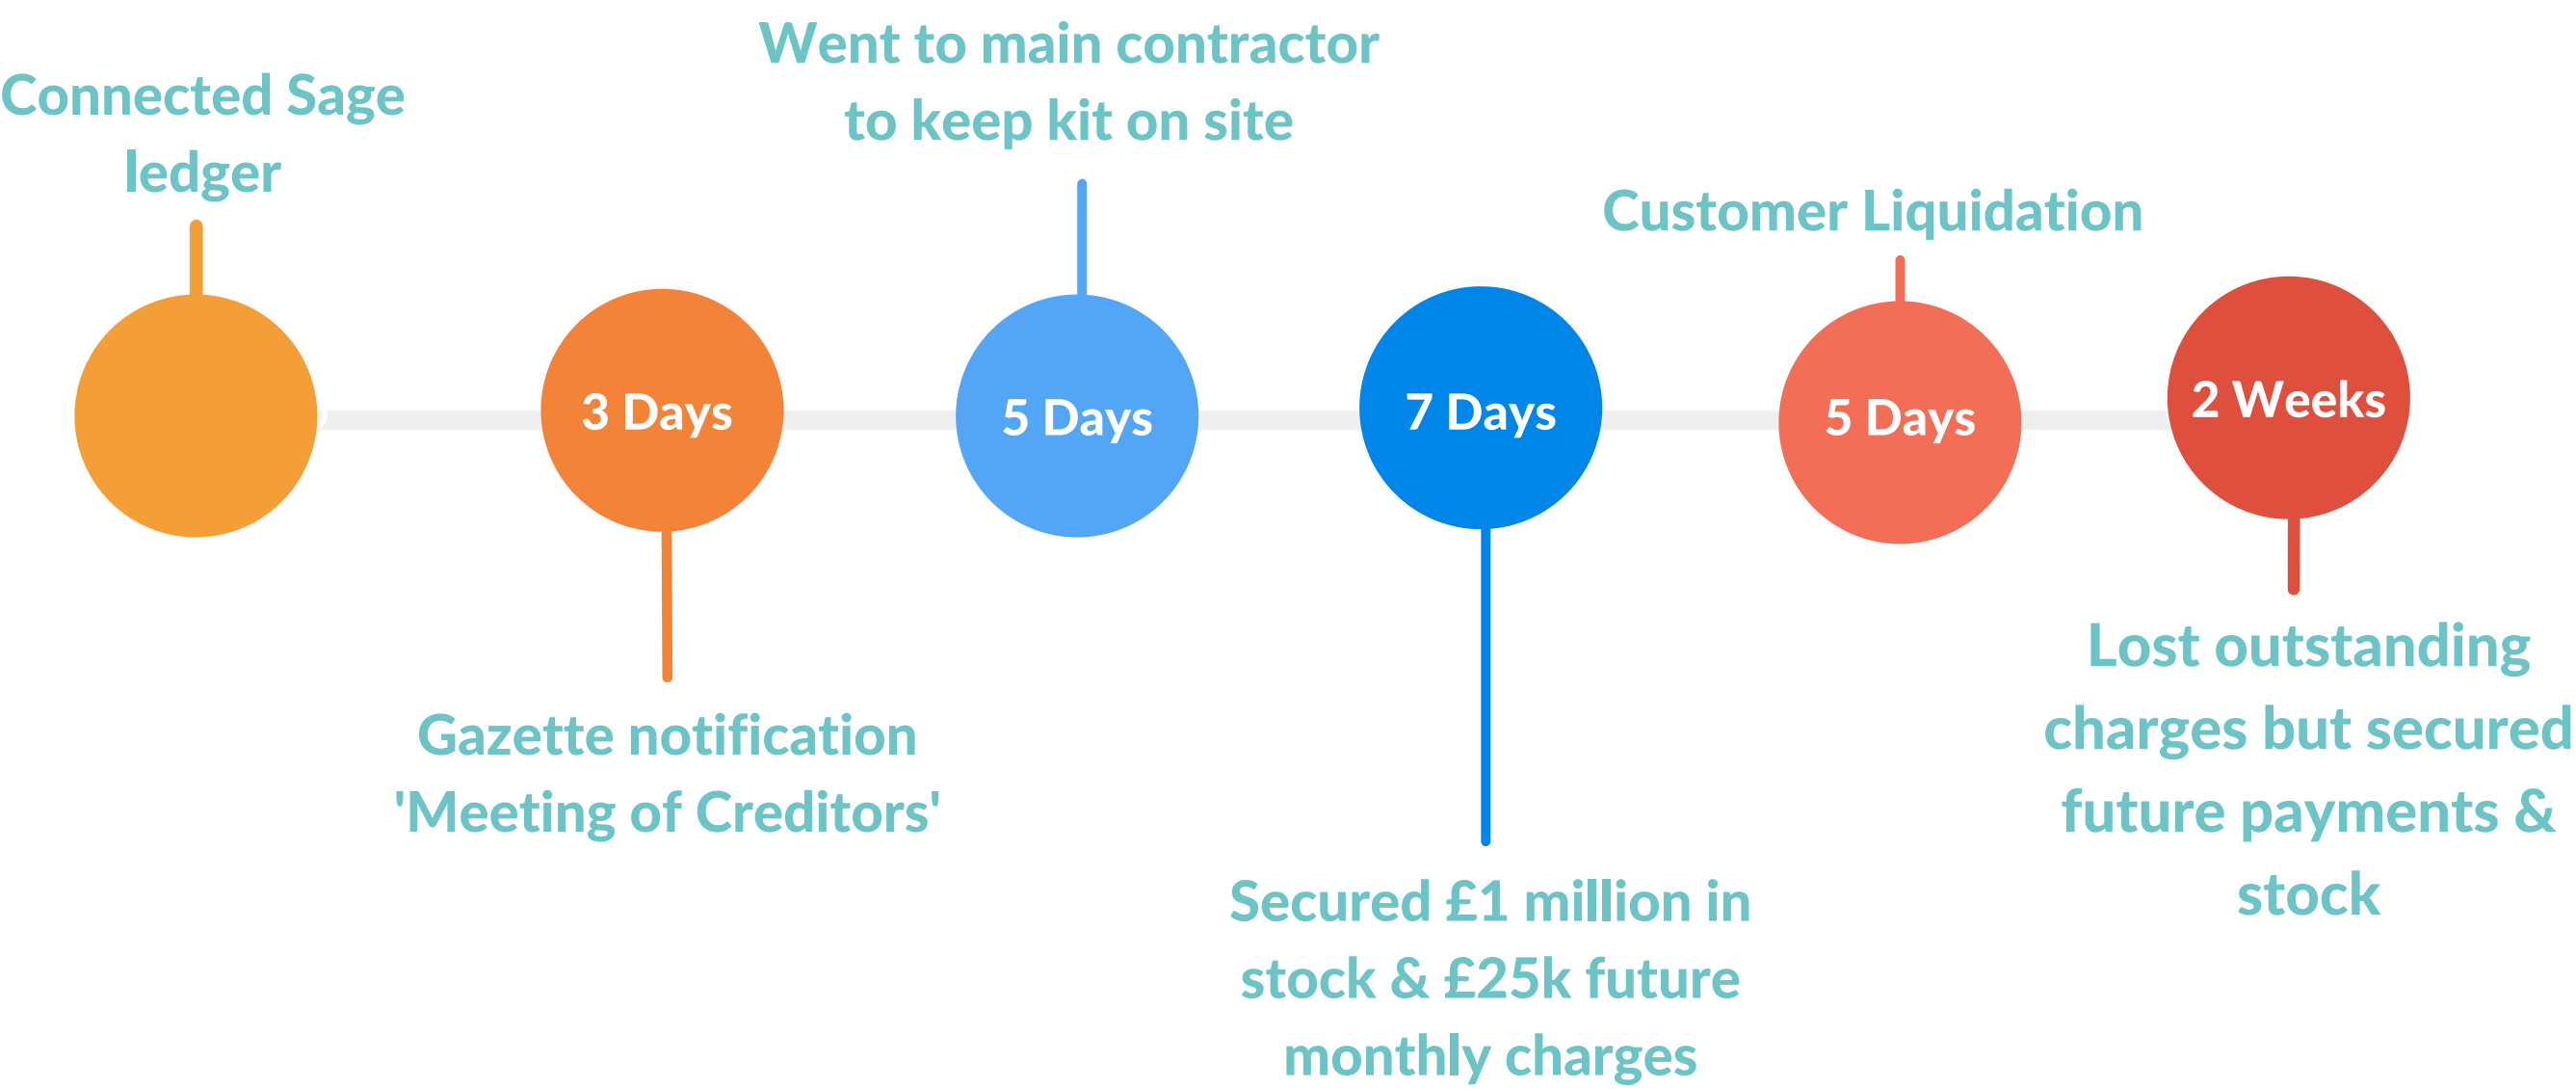 Connected Sage
ledger
3 Days
Gazette notification
'Meeting of Creditors'
Went to main contractor
to keep kit on site
5 Days
7 Days
Secured £1 million in
stock & £25k future
monthly charges
Customer Liquidation
5 Days
2 Weeks
Lost outstanding
charges but secured
future payments &
stock